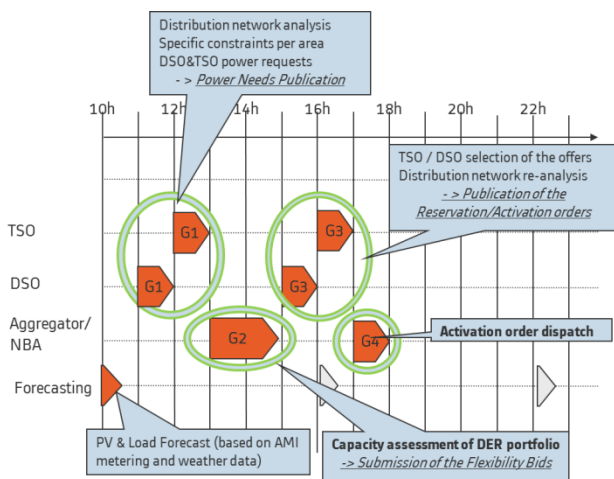 Distribution network analysis
Specific constraints per area
DSO&TSO power requests
- > Power Needs Publication
10h 12h 14h 16h 18h 20h 22h
TSO / DSO selection of the offers
Distribution network re-analysis
- > Publication of the
Reservation/Activation orders
TSO
G1
G3
DSO
G1
G3
Aggregator/
NBA
G2
G4
Activation order dispatch
Forecasting
PV & Load Forecast (based on AMI
metering and weather data)
Capacity assessment of DER portfolio
-> Submission of the Flexibility Bids